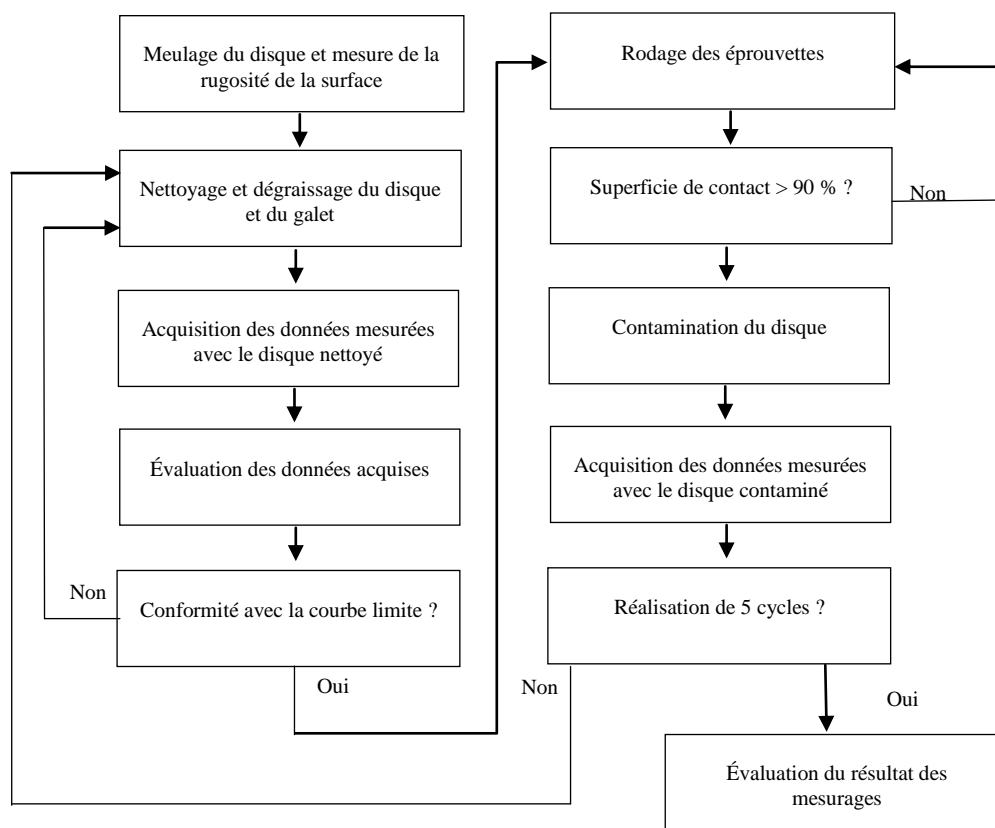 Meulage du disque et mesure de la
rugosité de la surface
Nettoyage et dégraissage du disque
et du galet
Acquisition des données mesurées
avec le disque nettoyé
Évaluation des données acquises
Non
Conformité avec la courbe limite ?
Oui
Rodage des éprouvettes
Superficie de contact > 90 % ?
Non
Contamination du disque
Acquisition des données mesurées
avec le disque contaminé
Réalisation de 5 cycles ?
Non
Oui
Évaluation du résultat des
mesurages